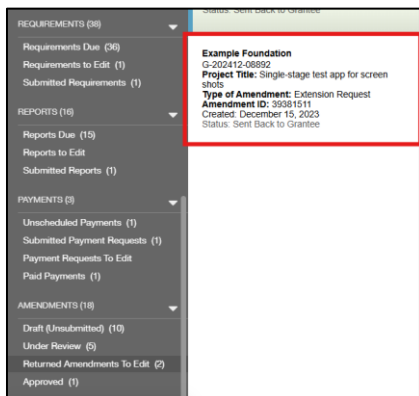 REQUIREMENTS (38)
Requirements Due (36)
Requirements to Edit (1)
Submitted Requirements (1)
REPORTS (16)
Reports Due (15)
Reports to Edit
Submitted Reports (1)
PAYMENTS (3)
Unscheduled Payments (1)
Submitted Payment Requests (1)
Payment Requests To Edit
Paid Payments (1)
AMENDMENTS (18)
Draft (Unsubmitted) (10)
Under Review (5)
Returned Amendments To Edit (2)
Approved (1)
Status: Sent Back to Grantee
Example Foundation
G-202412-08892
Project Title: Single-stage test app for screen
shots
Type of Amendment: Extension Request
Amendment ID: 39381511
Created: December 15, 2023
Status: Sent Back to Grantee